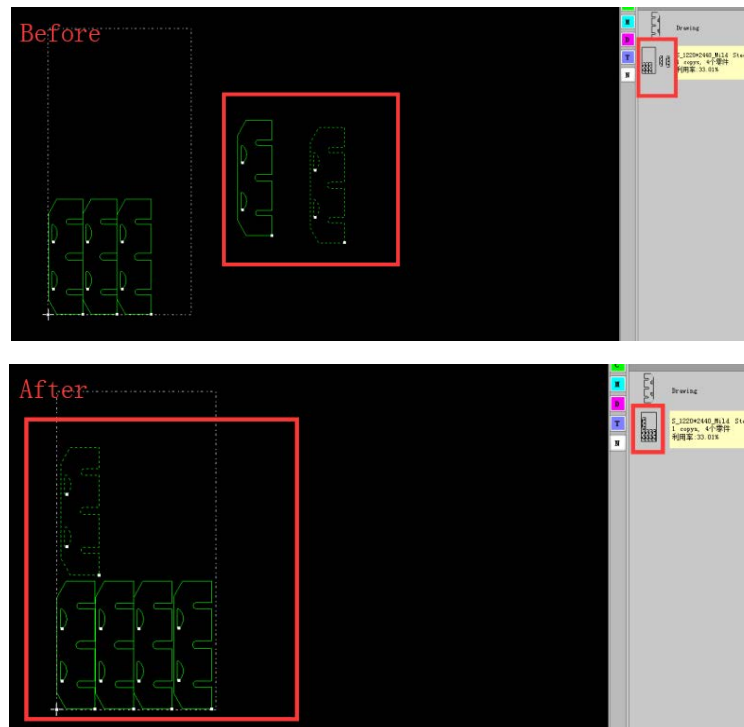 Before
Drawing
S_1220*2440_Mild Stee
1 copys, 4个零件
利用率:33.01%
N
D
T
N
After
Drawing
S_1220*2440_Mild Ste
1 copys, 4个零件
利用率:33.01%
N
D
T
N